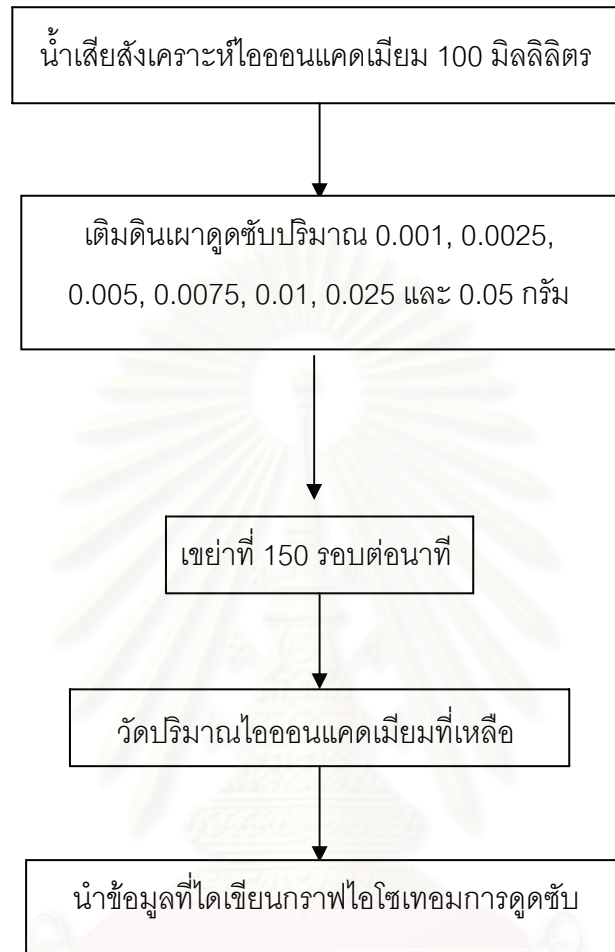 น้ำเสียสังเคราะห์ไอออนแคดเมียม 100 มิลลิลิตร
เติมดินเผาดูดซับปริมาณ 0.001, 0.0025,
0.005, 0.0075, 0.01, 0.025 และ 0.05 กรัม
เขย่าที่ 150 รอบต่อนาที
วัดปริมาณไอออนแคดเมียมที่เหลือ
นำข้อมูลที่ไดเขียนกราฟไอโซเทอมการดูดซับ